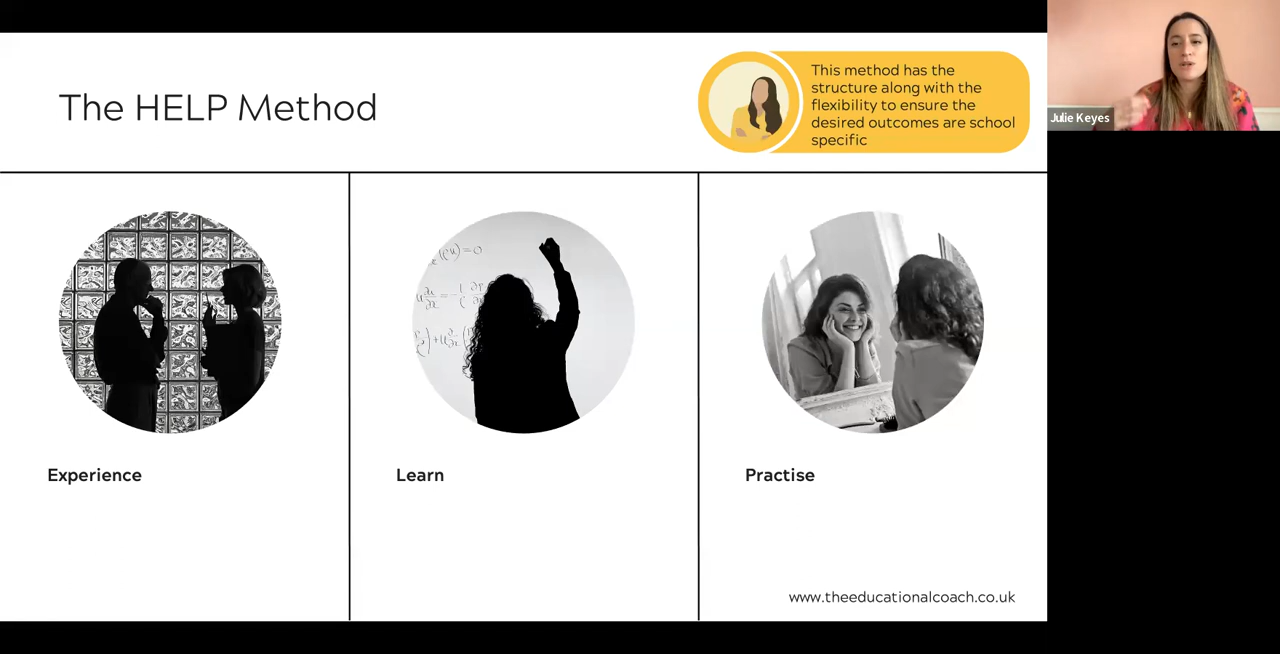 The HELP Method
This method has the
structure along with the
flexibility to ensure the
desired outcomes are school
specific
Julie Keyes
Experience
Learn
Practise
www.theeducationalcoach.co.uk